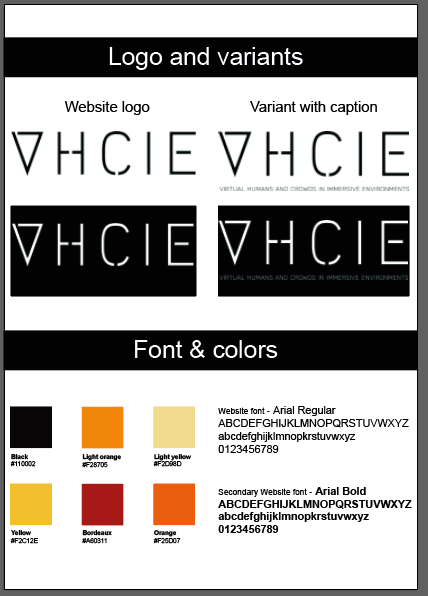 Logo and variants
Website logo
Variant with caption
VHCIE
VHCIE
VIRTUAL HUMANS AND CROWDS IN IMMERSIVE ENVIRONMENTS
VHCIE
VHCIE
VIRTUAL HUMANS AND CROWDS IN IMMERSIVE ENVIRONMENTS
Font & colors
Black
#110002
Light orange
#F28705
Light yellow
#F2D98D
Website font - Arial Regular
ABCDEFGHIJKLMNOPQRSTUVWXYZ
abcdefghijklmnopkrstuvwxyz
0123456789
Yellow
#F2C12E
Bordeaux
#A60311
Orange
#F25D07
Secondary Website font - Arial Bold
ABCDEFGHIJKLMNOPQRSTUVWXYZ
abcdefghijklmnopkrstuvwxyz
0123456789